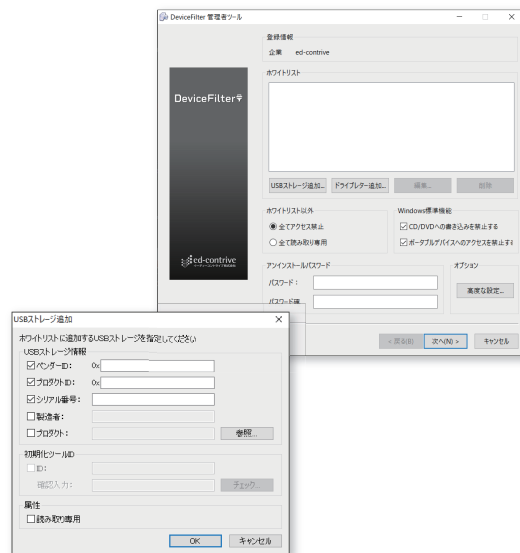 DeviceFilter 管理者ツール
登録情報
企業 ed-contrive
ホワイトリスト
DeviceFilter
USBストレージ追加... ドライブレター追加... 編集... 削除
ホワイトリスト以外
全てアクセス禁止
全て読み取り専用
Windows標準機能
CD/DVDへの書き込みを禁止する
ポータブルデバイスへのアクセスを禁止する
ed-contrive
アンインストールパスワード
パスワード:
パスワード確
オプション
高度な設定...
< 戻る(B) 次へ(N) > キャンセル
USBストレージ追加
ホワイトリストに追加するUSBストレージを指定してください
USBストレージ情報
ベンダーID: 0x
プロダクトID: 0x
シリアル番号:
製造者:
プロダクト: 参照...
初期化ツールID
ID:
確認入力: チェック...
属性
読み取り専用
OK キャンセル